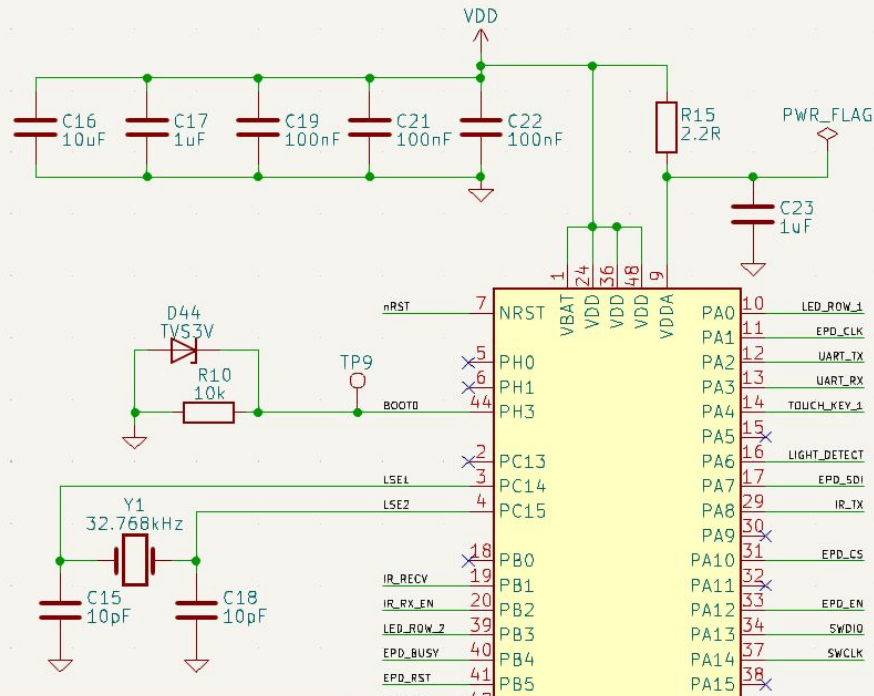 VDD
C16
10uF
C17
1uF
C19
100nF
C21
100nF
C22
100nF
R15
2.2R
PWR_FLAG
C23
1uF
1
24
36
48
9
VBAT
VDD
VDD
VDD
VDDA
D44
TVS3V
R10
10k
TP9
nRST
7
NRST
5
PH0
6
PH1
BOOT0
44
PH3
2
PC13
LSE1
3
PC14
LSE2
4
PC15
Y1
32.768kHz
C15
10pF
C18
10pF
18
PB0
IR_RECV
19
PB1
IR_RX_EN
20
PB2
LED_ROW_2
39
PB3
EPD_BUSY
40
PB4
EPD_RST
41
PB5
PA0
10
LED_ROW_1
PA1
11
EPD_CLK
PA2
12
UART_TX
PA3
13
UART_RX
PA4
14
TOUCH_KEY_1
PA5
15
PA6
16
LIGHT_DETECT
PA7
17
EPD_SDI
PA8
29
IR_TX
PA9
30
PA10
31
EPD_CS
PA11
32
PA12
33
EPD_EN
PA13
34
SWDIO
PA14
37
SWCLK
PA15
38